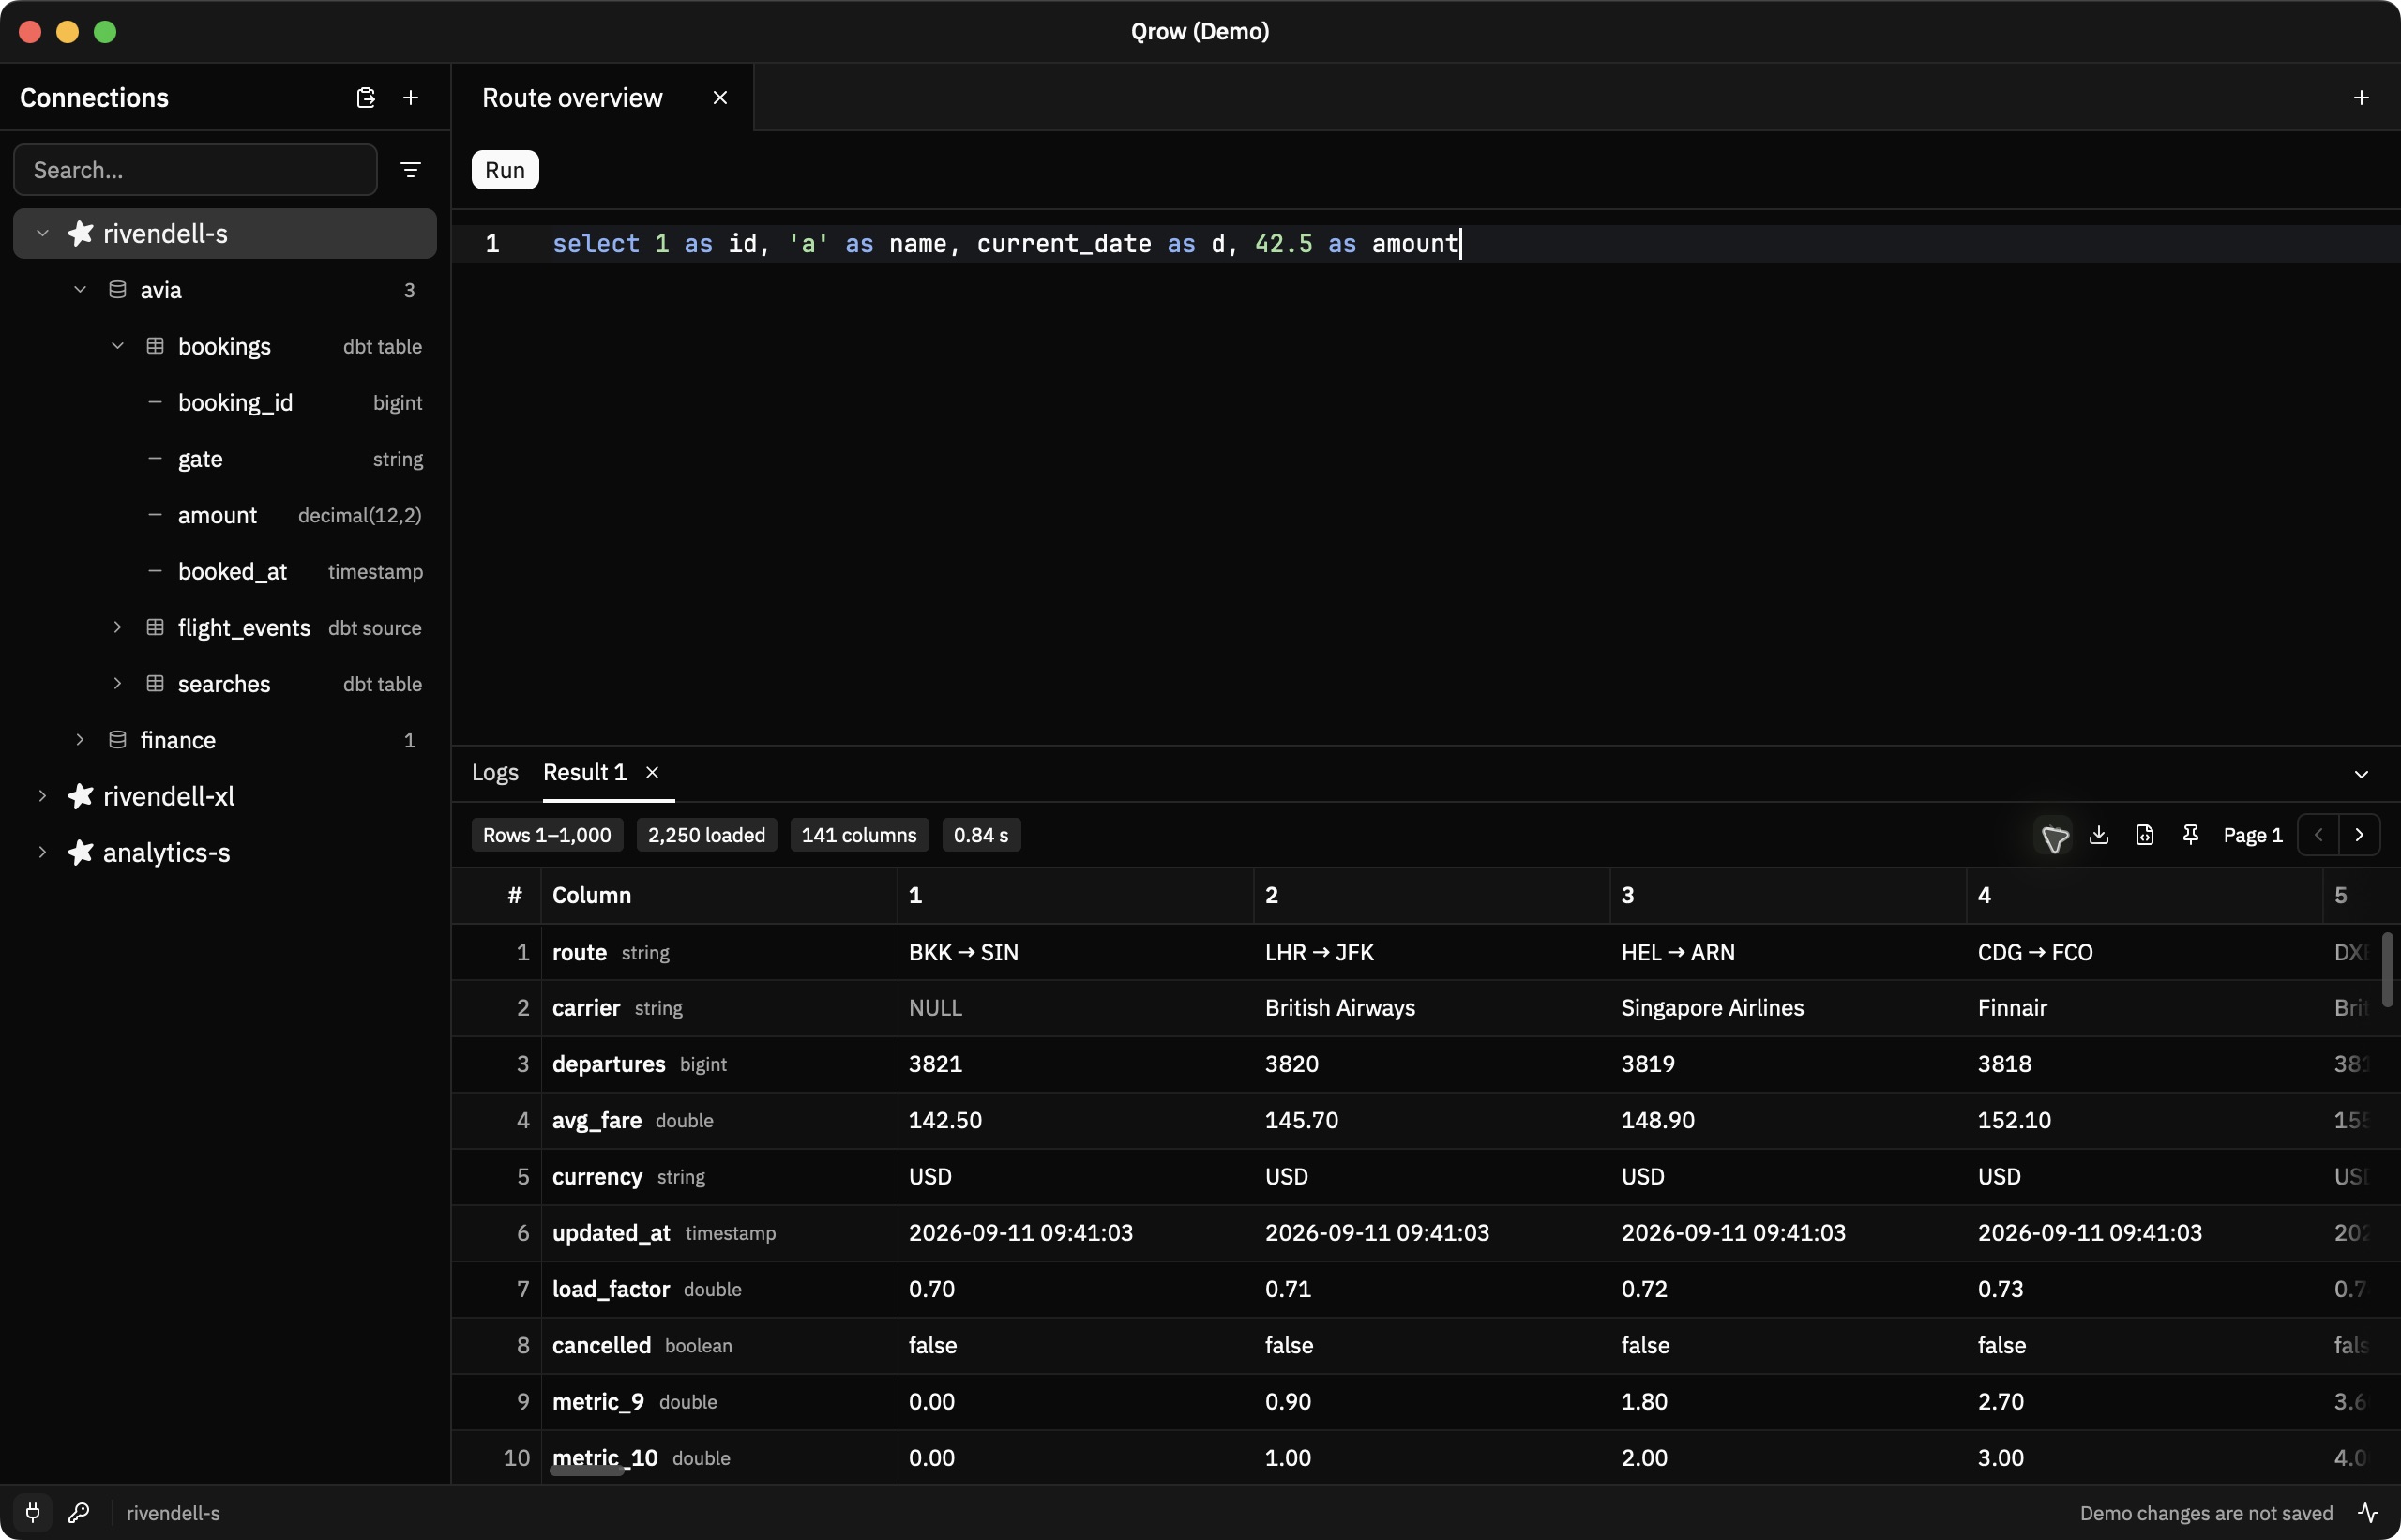 Qrow (Demo)
Connections
Route overview
Search...
Run
rivendell-s
avia 3
bookings dbt table
booking_id bigint
gate string
amount decimal(12,2)
booked_at timestamp
flight_events dbt source
searches dbt table
finance 1
rivendell-xl
analytics-s
1 select 1 as id, 'a' as name, current_date as d, 42.5 as amount
Logs Result 1
Rows 1–1,000 2,250 loaded 141 columns 0.84 s Page 1
# Column 1 2 3 4 5
1 route string BKK → SIN LHR → JFK HEL → ARN CDG → FCO
2 carrier string NULL British Airways Singapore Airlines Finnair
3 departures bigint 3821 3820 3819 3818
4 avg_fare double 142.50 145.70 148.90 152.10
5 currency string USD USD USD USD
6 updated_at timestamp 2026-09-11 09:41:03 2026-09-11 09:41:03 2026-09-11 09:41:03 2026-09-11 09:41:03
7 load_factor double 0.70 0.71 0.72 0.73
8 cancelled boolean false false false false
9 metric_9 double 0.00 0.90 1.80 2.70
10 metric_10 double 0.00 1.00 2.00 3.00
rivendell-s
Demo changes are not saved